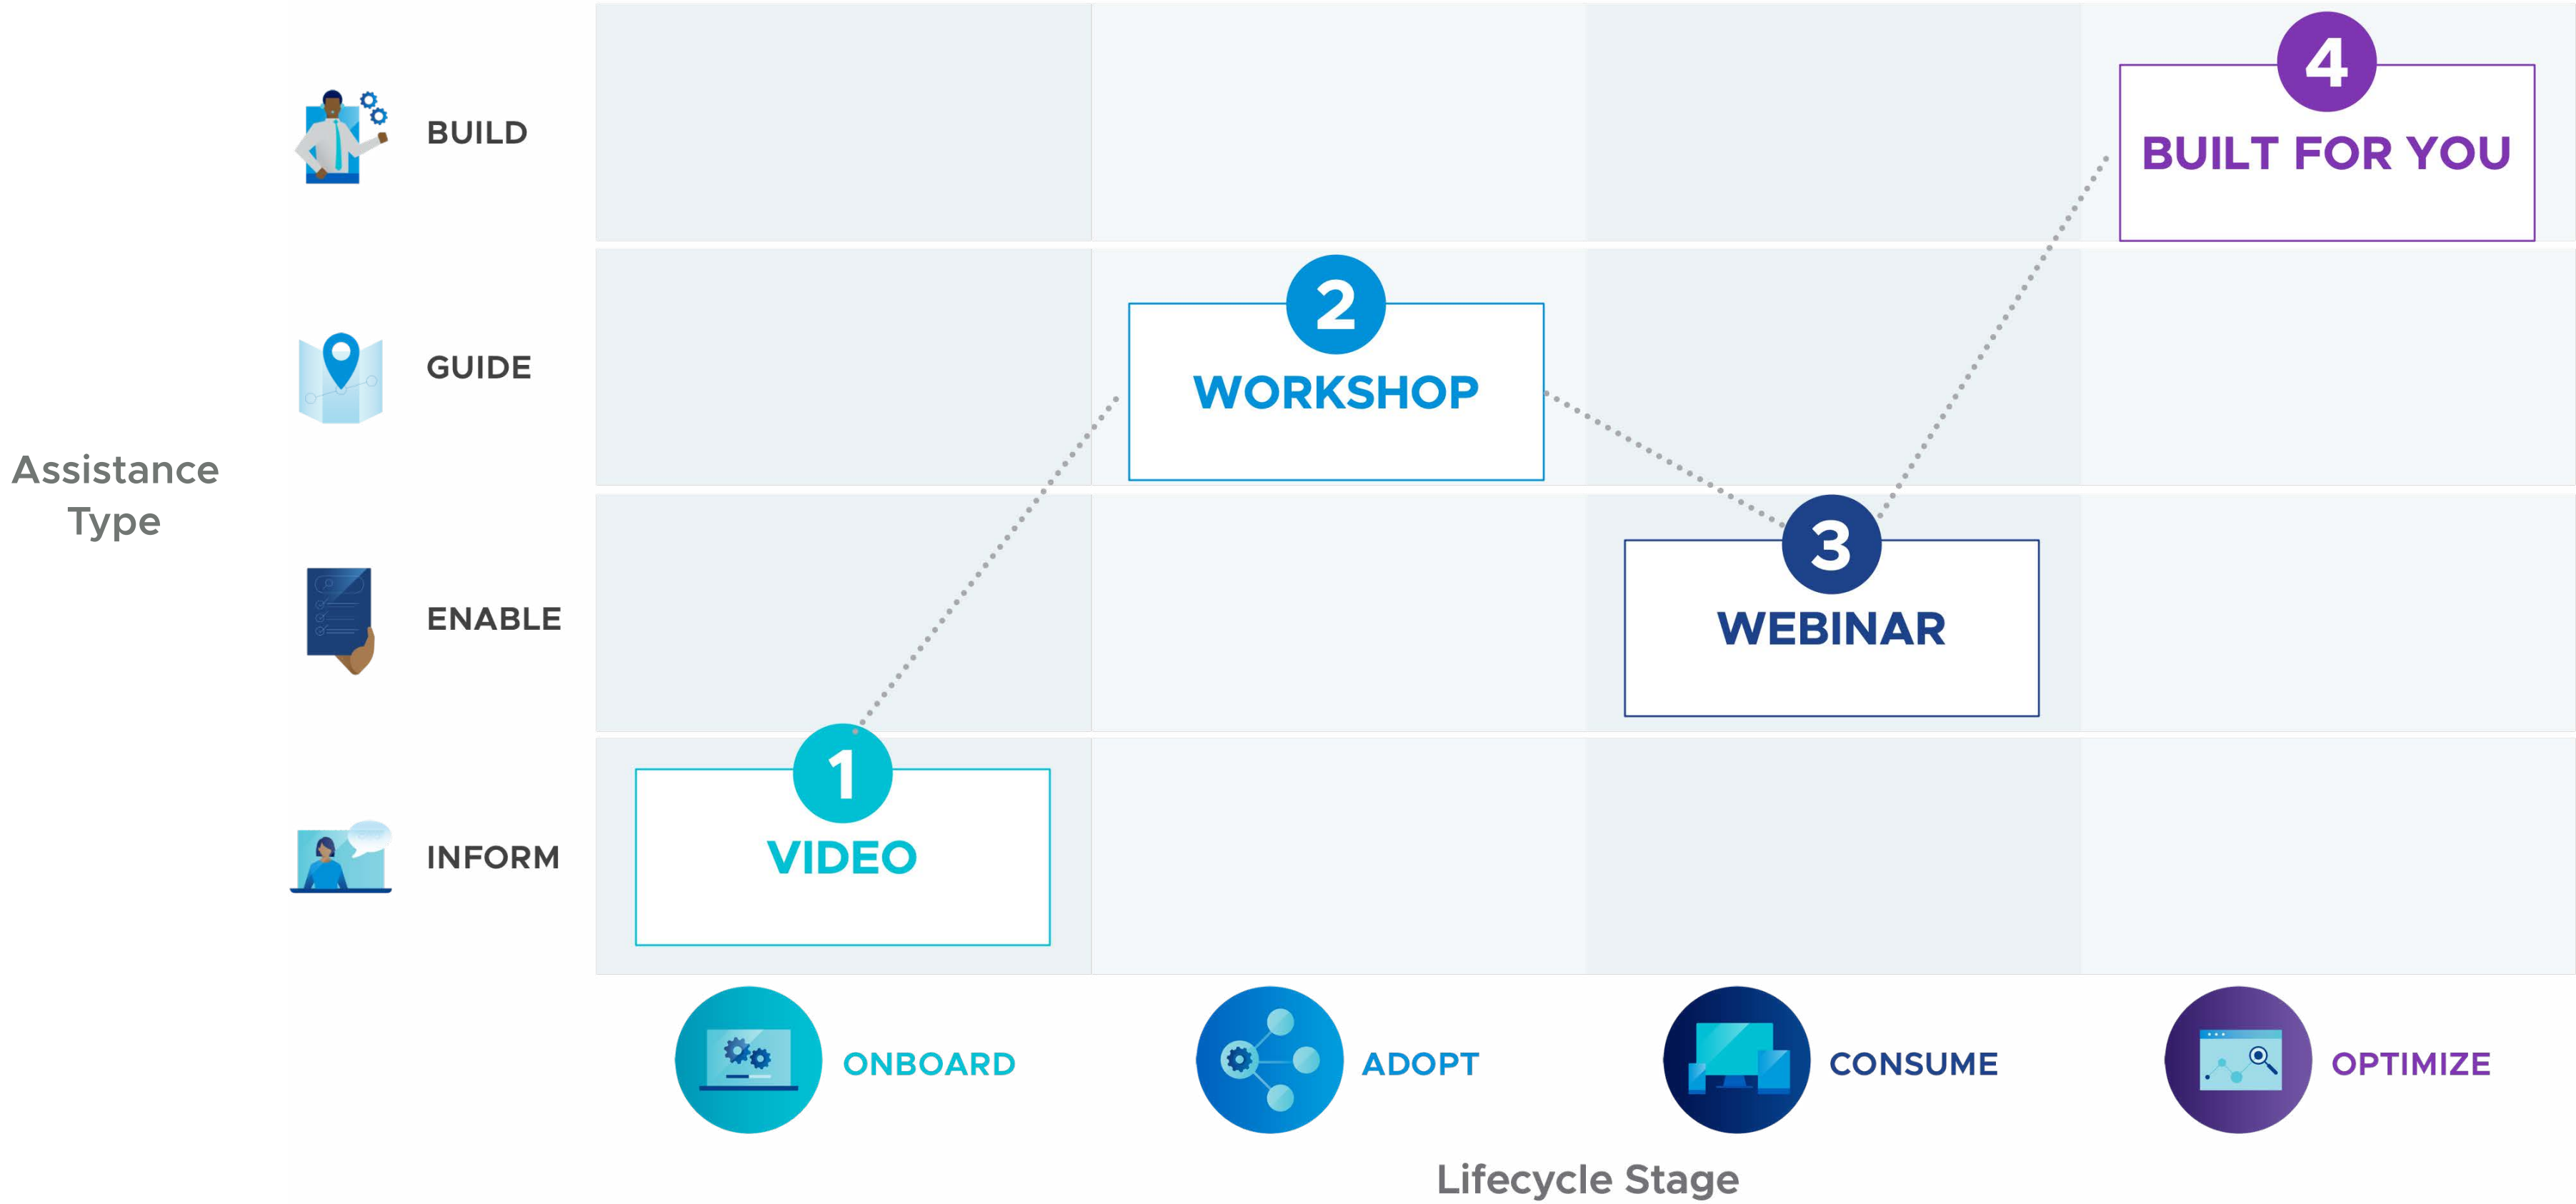 4
BUILD
BUILT FOR YOU
2
GUIDE
WORKSHOP
Assistance
Type
3
ENABLE
WEBINAR
1
INFORM
VIDEO
ONBOARD
ADOPT
CONSUME
OPTIMIZE
Lifecycle Stage